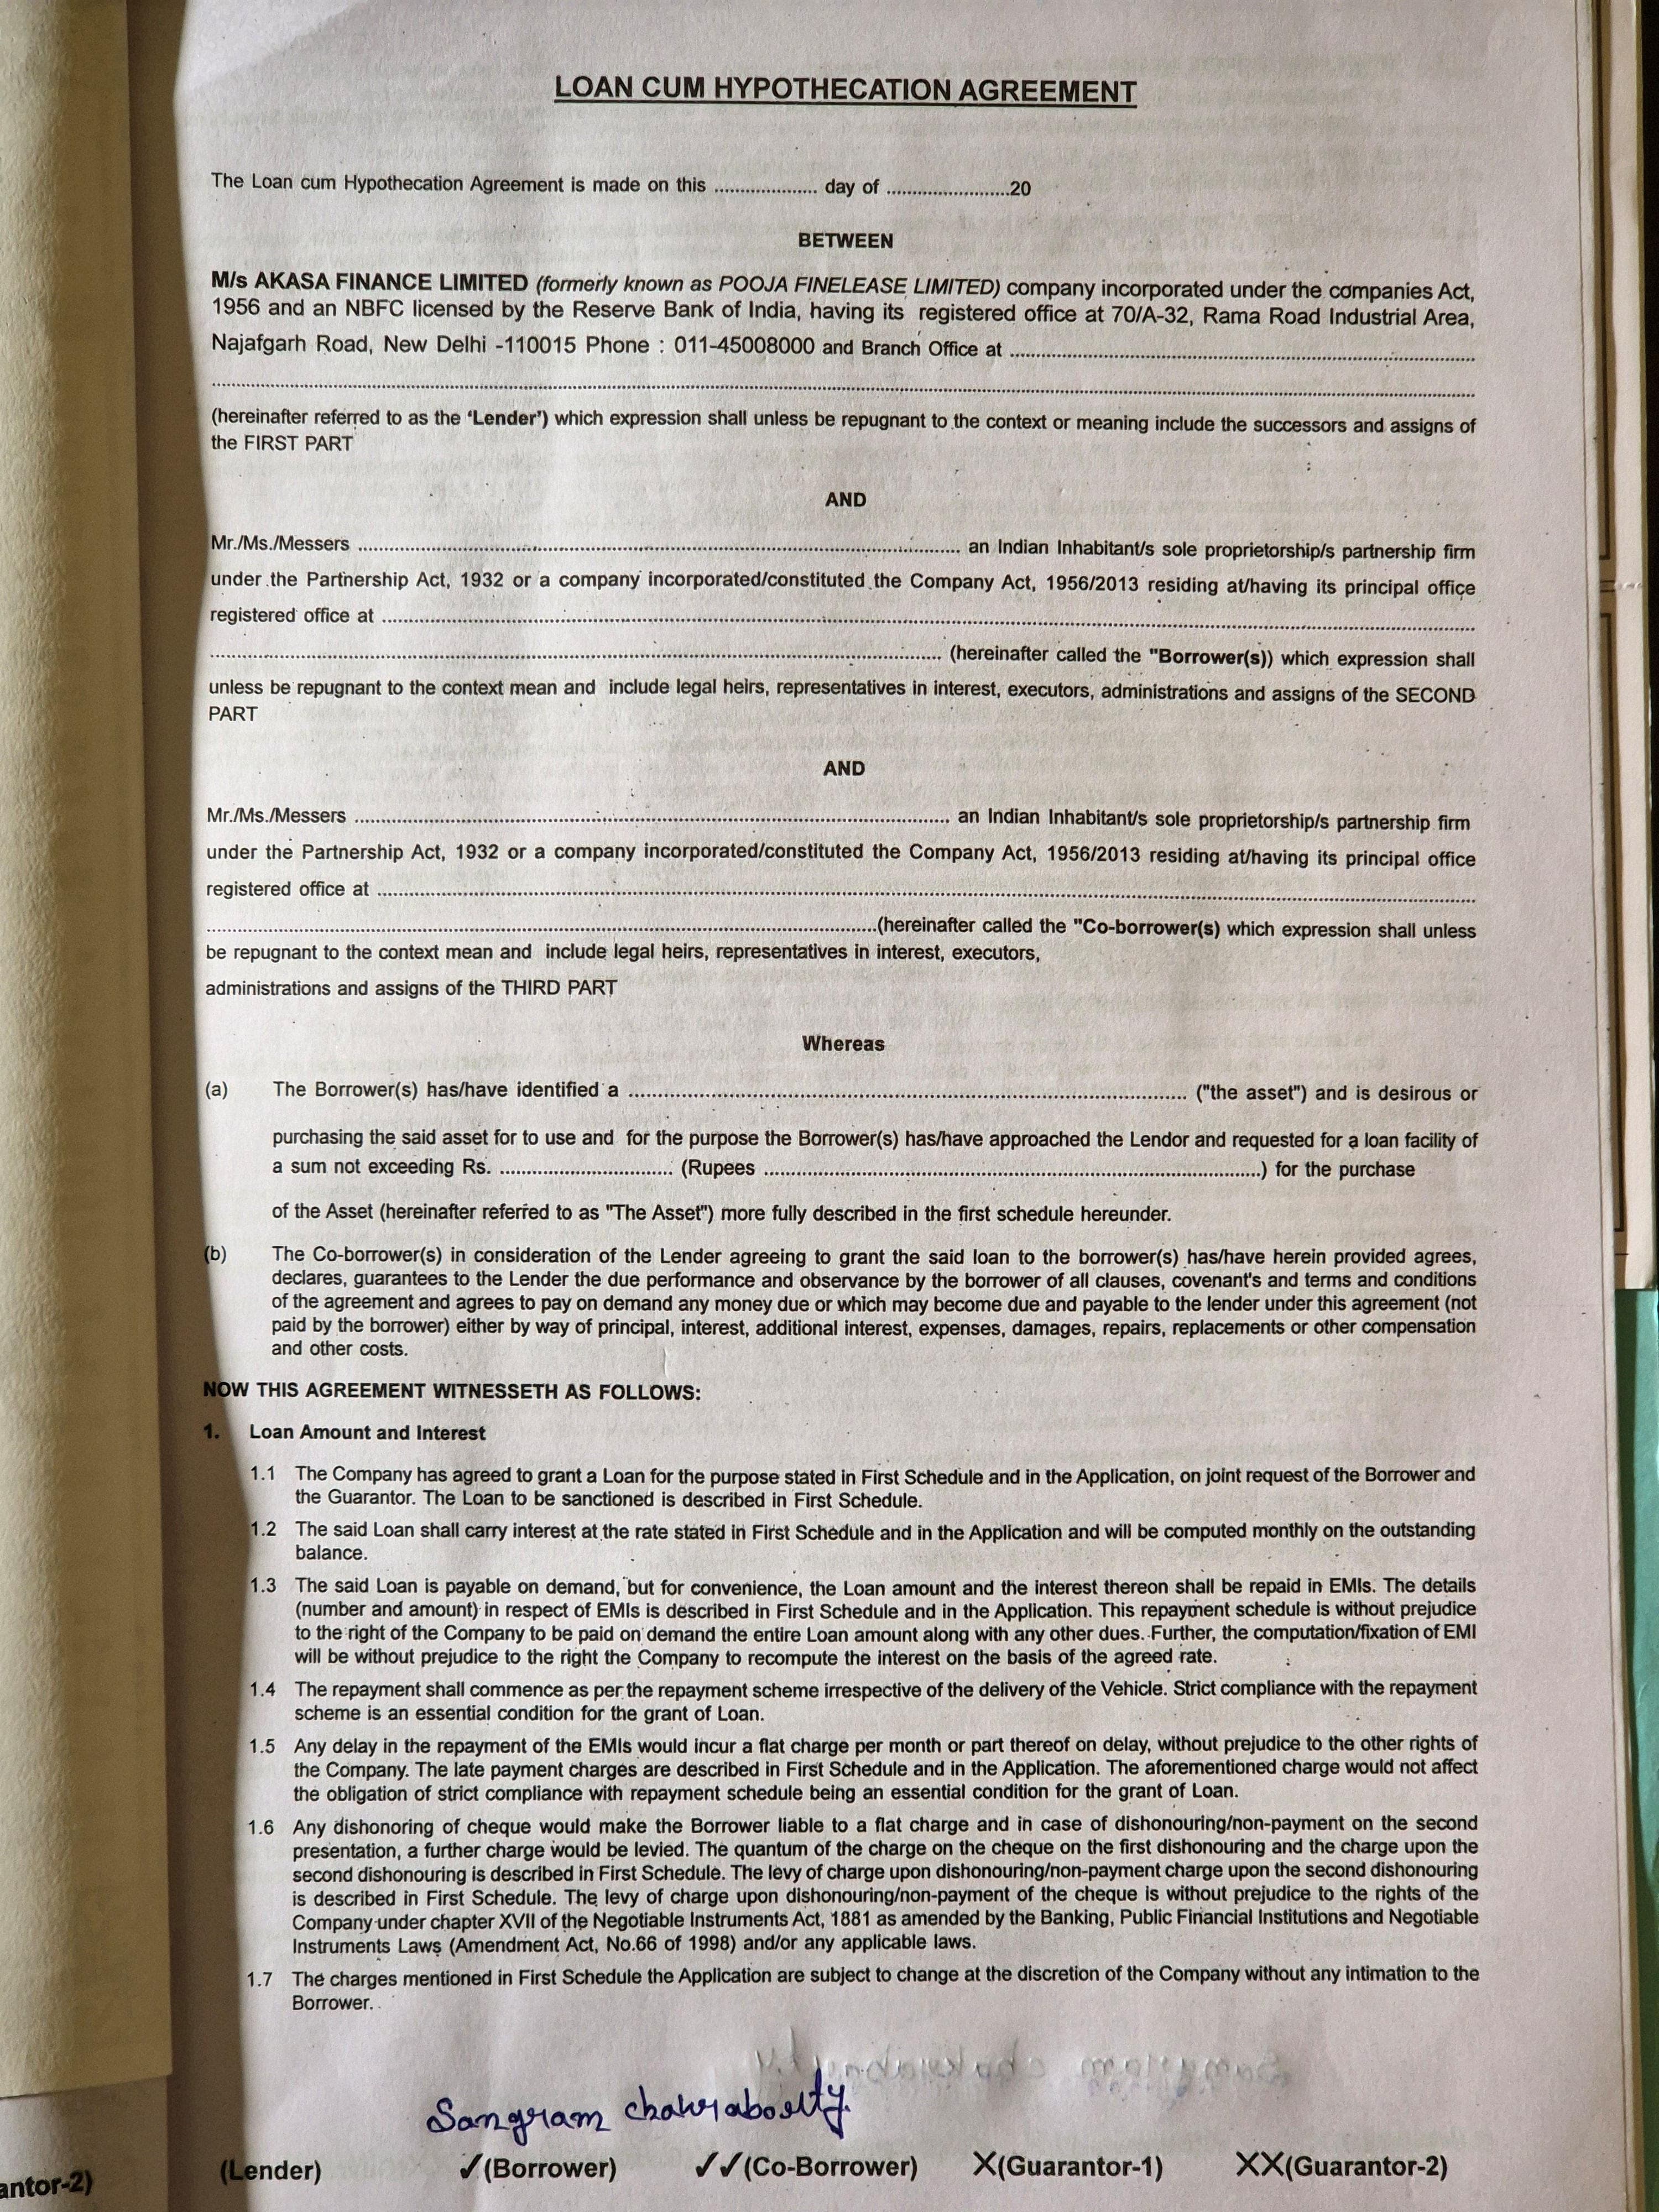 LOAN CUM HYPOTHECATION AGREEMENT
The Loan cum Hypothecation Agreement is made on this .................... day of ........................20
BETWEEN
M/s AKASA FINANCE LIMITED (formerly known as POOJA FINELEASE LIMITED) company incorporated under the companies Act,
1956 and an NBFC licensed by the Reserve Bank of India, having its registered office at 70/A-32, Rama Road Industrial Area,
Najafgarh Road, New Delhi -110015 Phone : 011-45008000 and Branch Office at ....................
....................
(hereinafter referred to as the 'Lender') which expression shall unless be repugnant to the context or meaning include the successors and assigns of
the FIRST PART
AND
Mr./Ms./Messers .................... an Indian Inhabitant/s sole proprietorship/s partnership firm
under the Partnership Act, 1932 or a company incorporated/constituted the Company Act, 1956/2013 residing at/having its principal office
registered office at ....................
.................... (hereinafter called the "Borrower(s)) which expression shall
unless be repugnant to the context mean and include legal heirs, representatives in interest, executors, administrations and assigns of the SECOND
PART
AND
Mr./Ms./Messers .................... an Indian Inhabitant/s sole proprietorship/s partnership firm
under the Partnership Act, 1932 or a company incorporated/constituted the Company Act, 1956/2013 residing at/having its principal office
registered office at ....................
....................(hereinafter called the "Co-borrower(s) which expression shall unless
be repugnant to the context mean and include legal heirs, representatives in interest, executors,
administrations and assigns of the THIRD PART
Whereas
(a) The Borrower(s) has/have identified a .................... ("the asset") and is desirous or
purchasing the said asset for to use and for the purpose the Borrower(s) has/have approached the Lendor and requested for a loan facility of
a sum not exceeding Rs. .................... (Rupees ....................) for the purchase
of the Asset (hereinafter referred to as "The Asset") more fully described in the first schedule hereunder.
(b) The Co-borrower(s) in consideration of the Lender agreeing to grant the said loan to the borrower(s) has/have herein provided agrees,
declares, guarantees to the Lender the due performance and observance by the borrower of all clauses, covenant's and terms and conditions
of the agreement and agrees to pay on demand any money due or which may become due and payable to the lender under this agreement (not
paid by the borrower) either by way of principal, interest, additional interest, expenses, damages, repairs, replacements or other compensation
and other costs.
NOW THIS AGREEMENT WITNESSETH AS FOLLOWS:
1. Loan Amount and Interest
1.1 The Company has agreed to grant a Loan for the purpose stated in First Schedule and in the Application, on joint request of the Borrower and
the Guarantor. The Loan to be sanctioned is described in First Schedule.
1.2 The said Loan shall carry interest at the rate stated in First Schedule and in the Application and will be computed monthly on the outstanding
balance.
1.3 The said Loan is payable on demand, but for convenience, the Loan amount and the interest thereon shall be repaid in EMIs. The details
(number and amount) in respect of EMIs is described in First Schedule and in the Application. This repayment schedule is without prejudice
to the right of the Company to be paid on demand the entire Loan amount along with any other dues. Further, the computation/fixation of EMI
will be without prejudice to the right the Company to recompute the interest on the basis of the agreed rate.
1.4 The repayment shall commence as per the repayment scheme irrespective of the delivery of the Vehicle. Strict compliance with the repayment
scheme is an essential condition for the grant of Loan.
1.5 Any delay in the repayment of the EMIs would incur a flat charge per month or part thereof on delay, without prejudice to the other rights of
the Company. The late payment charges are described in First Schedule and in the Application. The aforementioned charge would not affect
the obligation of strict compliance with repayment schedule being an essential condition for the grant of Loan.
1.6 Any dishonoring of cheque would make the Borrower liable to a flat charge and in case of dishonouring/non-payment on the second
presentation, a further charge would be levied. The quantum of the charge on the cheque on the first dishonouring and the charge upon the
second dishonouring is described in First Schedule. The levy of charge upon dishonouring/non-payment charge upon the second dishonouring
is described in First Schedule. The levy of charge upon dishonouring/non-payment of the cheque is without prejudice to the rights of the
Company under chapter XVII of the Negotiable Instruments Act, 1881 as amended by the Banking, Public Financial Institutions and Negotiable
Instruments Laws (Amendment Act, No.66 of 1998) and/or any applicable laws.
1.7 The charges mentioned in First Schedule the Application are subject to change at the discretion of the Company without any intimation to the
Borrower.
Sangram chakraborty.
(Lender) ✓(Borrower) ✓✓(Co-Borrower) X(Guarantor-1) XX(Guarantor-2)
antor-2)